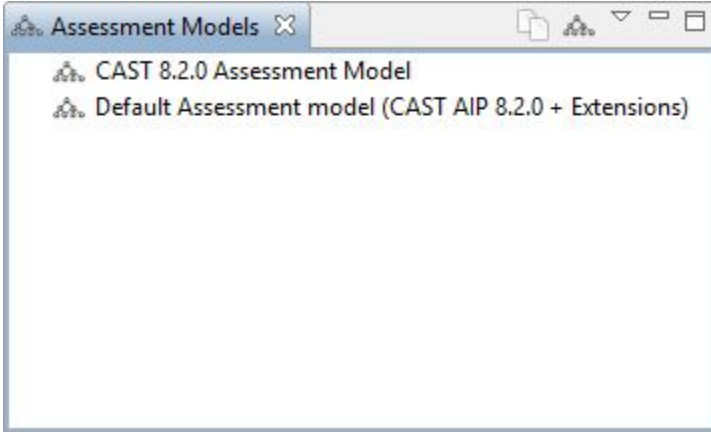 Assessment Models
CAST 8.2.0 Assessment Model
Default Assessment model (CAST AIP 8.2.0 + Extensions)